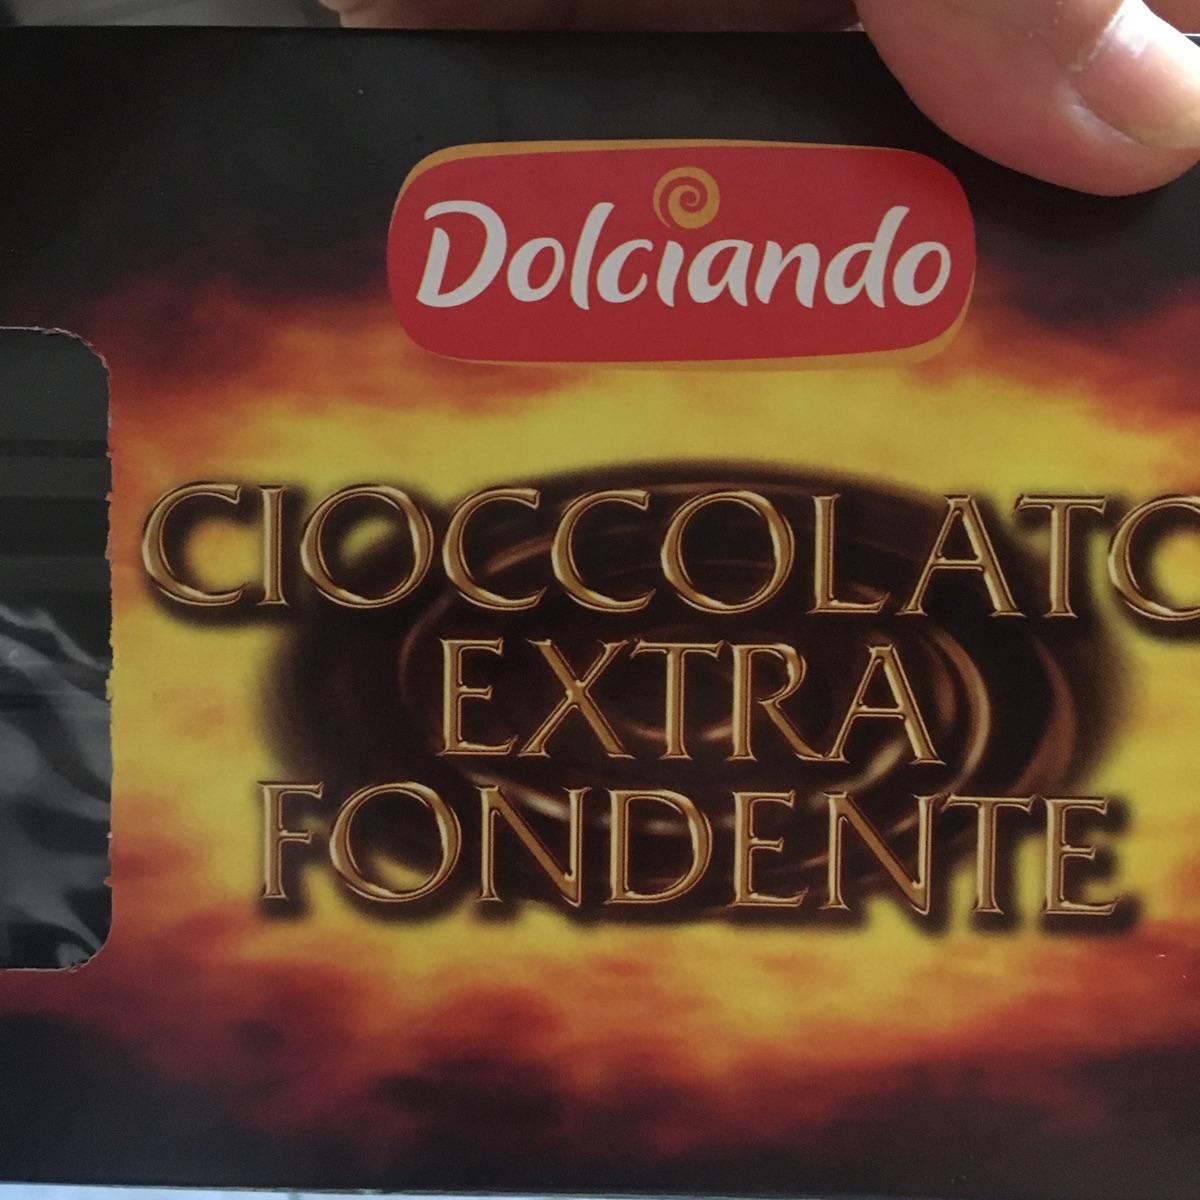 Dolciando
CIOCCOLATO
EXTRA
FONDENTE